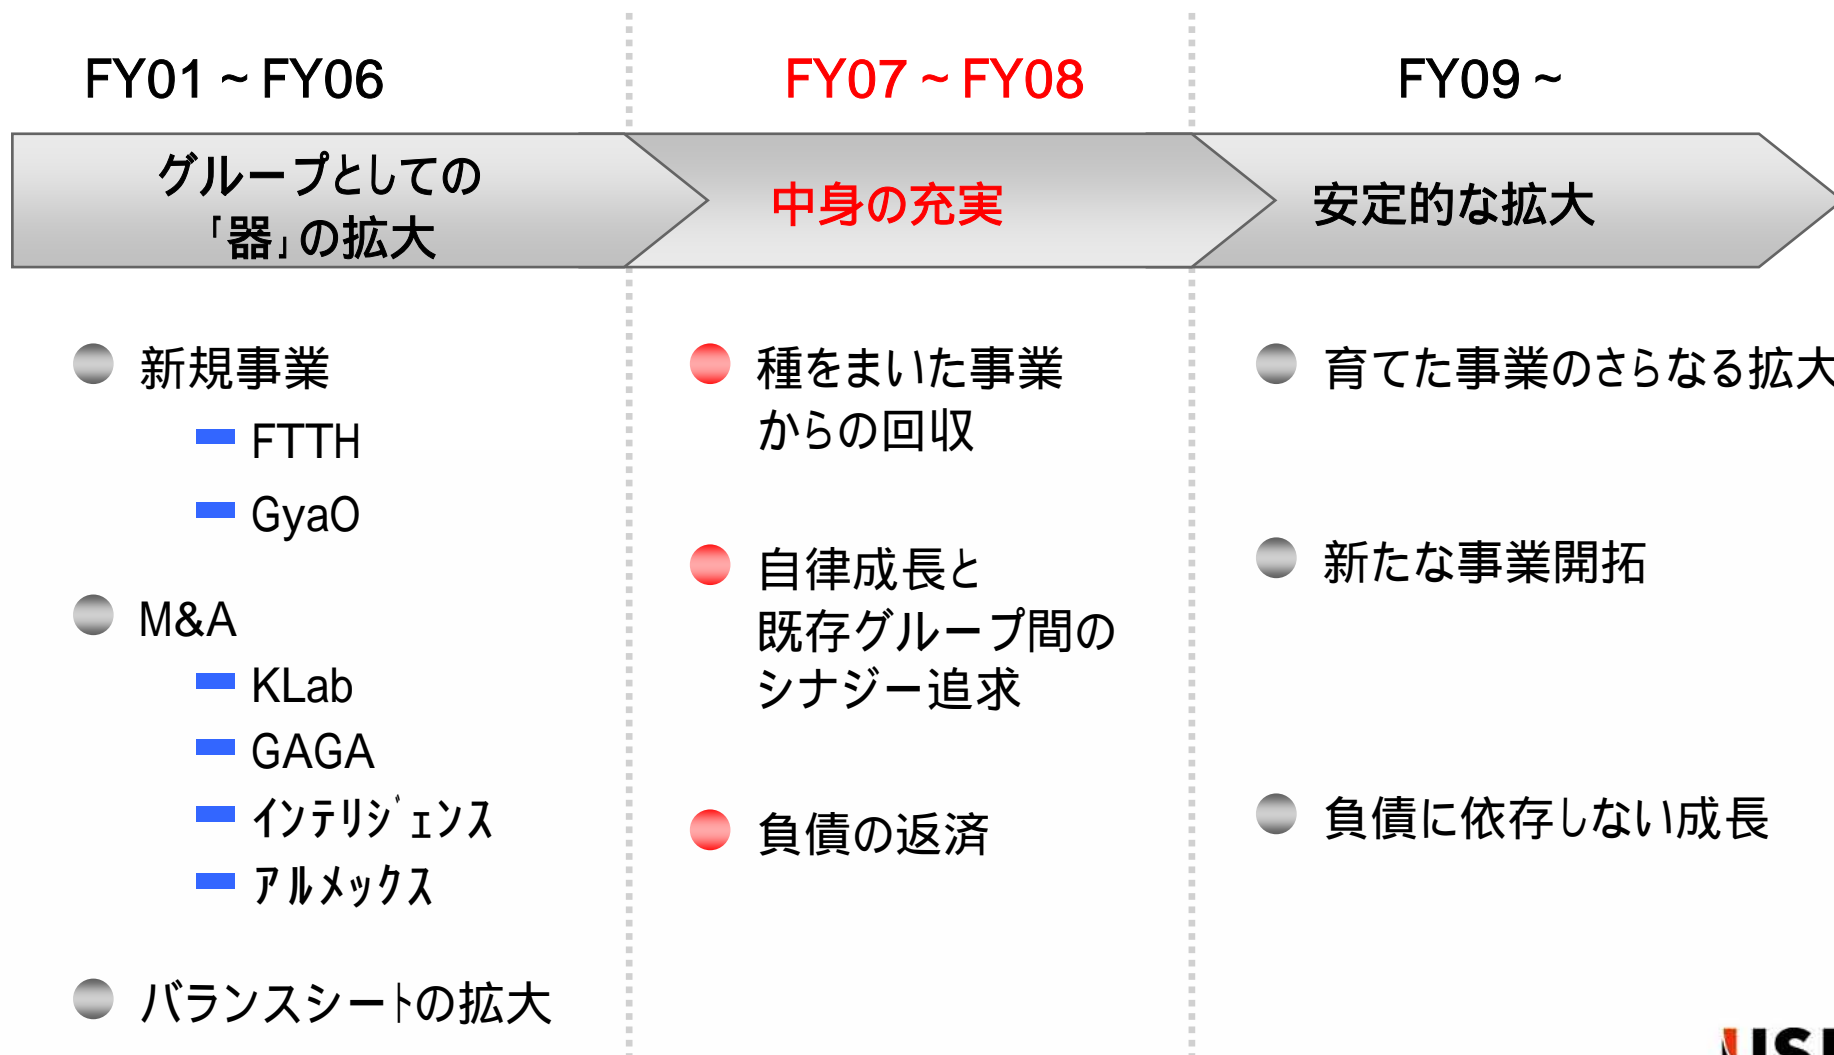 FY01 ~ FY06
グループとしての
「器」の拡大
新規事業
FTTH
GyaO
M&A
KLab
GAGA
インテリジェンス
アルメックス
バランスシートの拡大
FY07 ~ FY08
中身の充実
種をまいた事業
からの回収
自律成長と
既存グループ間の
シナジー追求
負債の返済
FY09 ~
安定的な拡大
育てた事業のさらなる拡大
新たな事業開拓
負債に依存しない成長